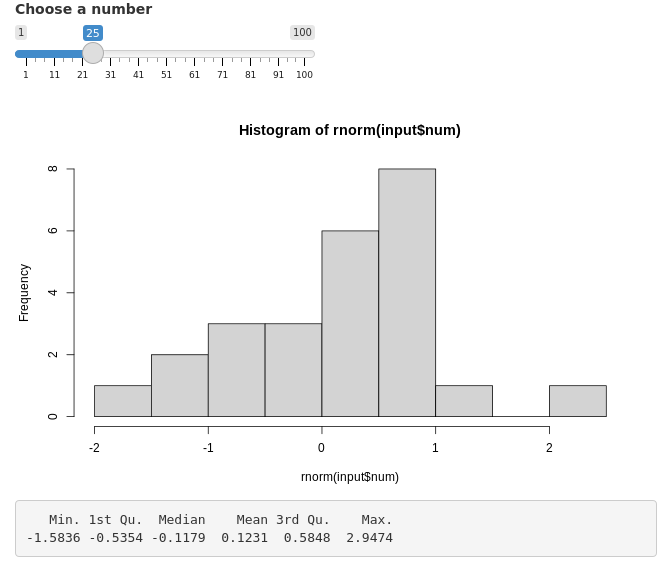 Choose a number
1 25 100
1 11 21 31 41 51 61 71 81 91 100
Histogram of rnorm(input$num)
Frequency
8
6
4
2
0
-2 -1 0 1 2
rnorm(input$num)
Min. 1st Qu. Median Mean 3rd Qu. Max.
-1.5836 -0.5354 -0.1179 0.1231 0.5848 2.9474